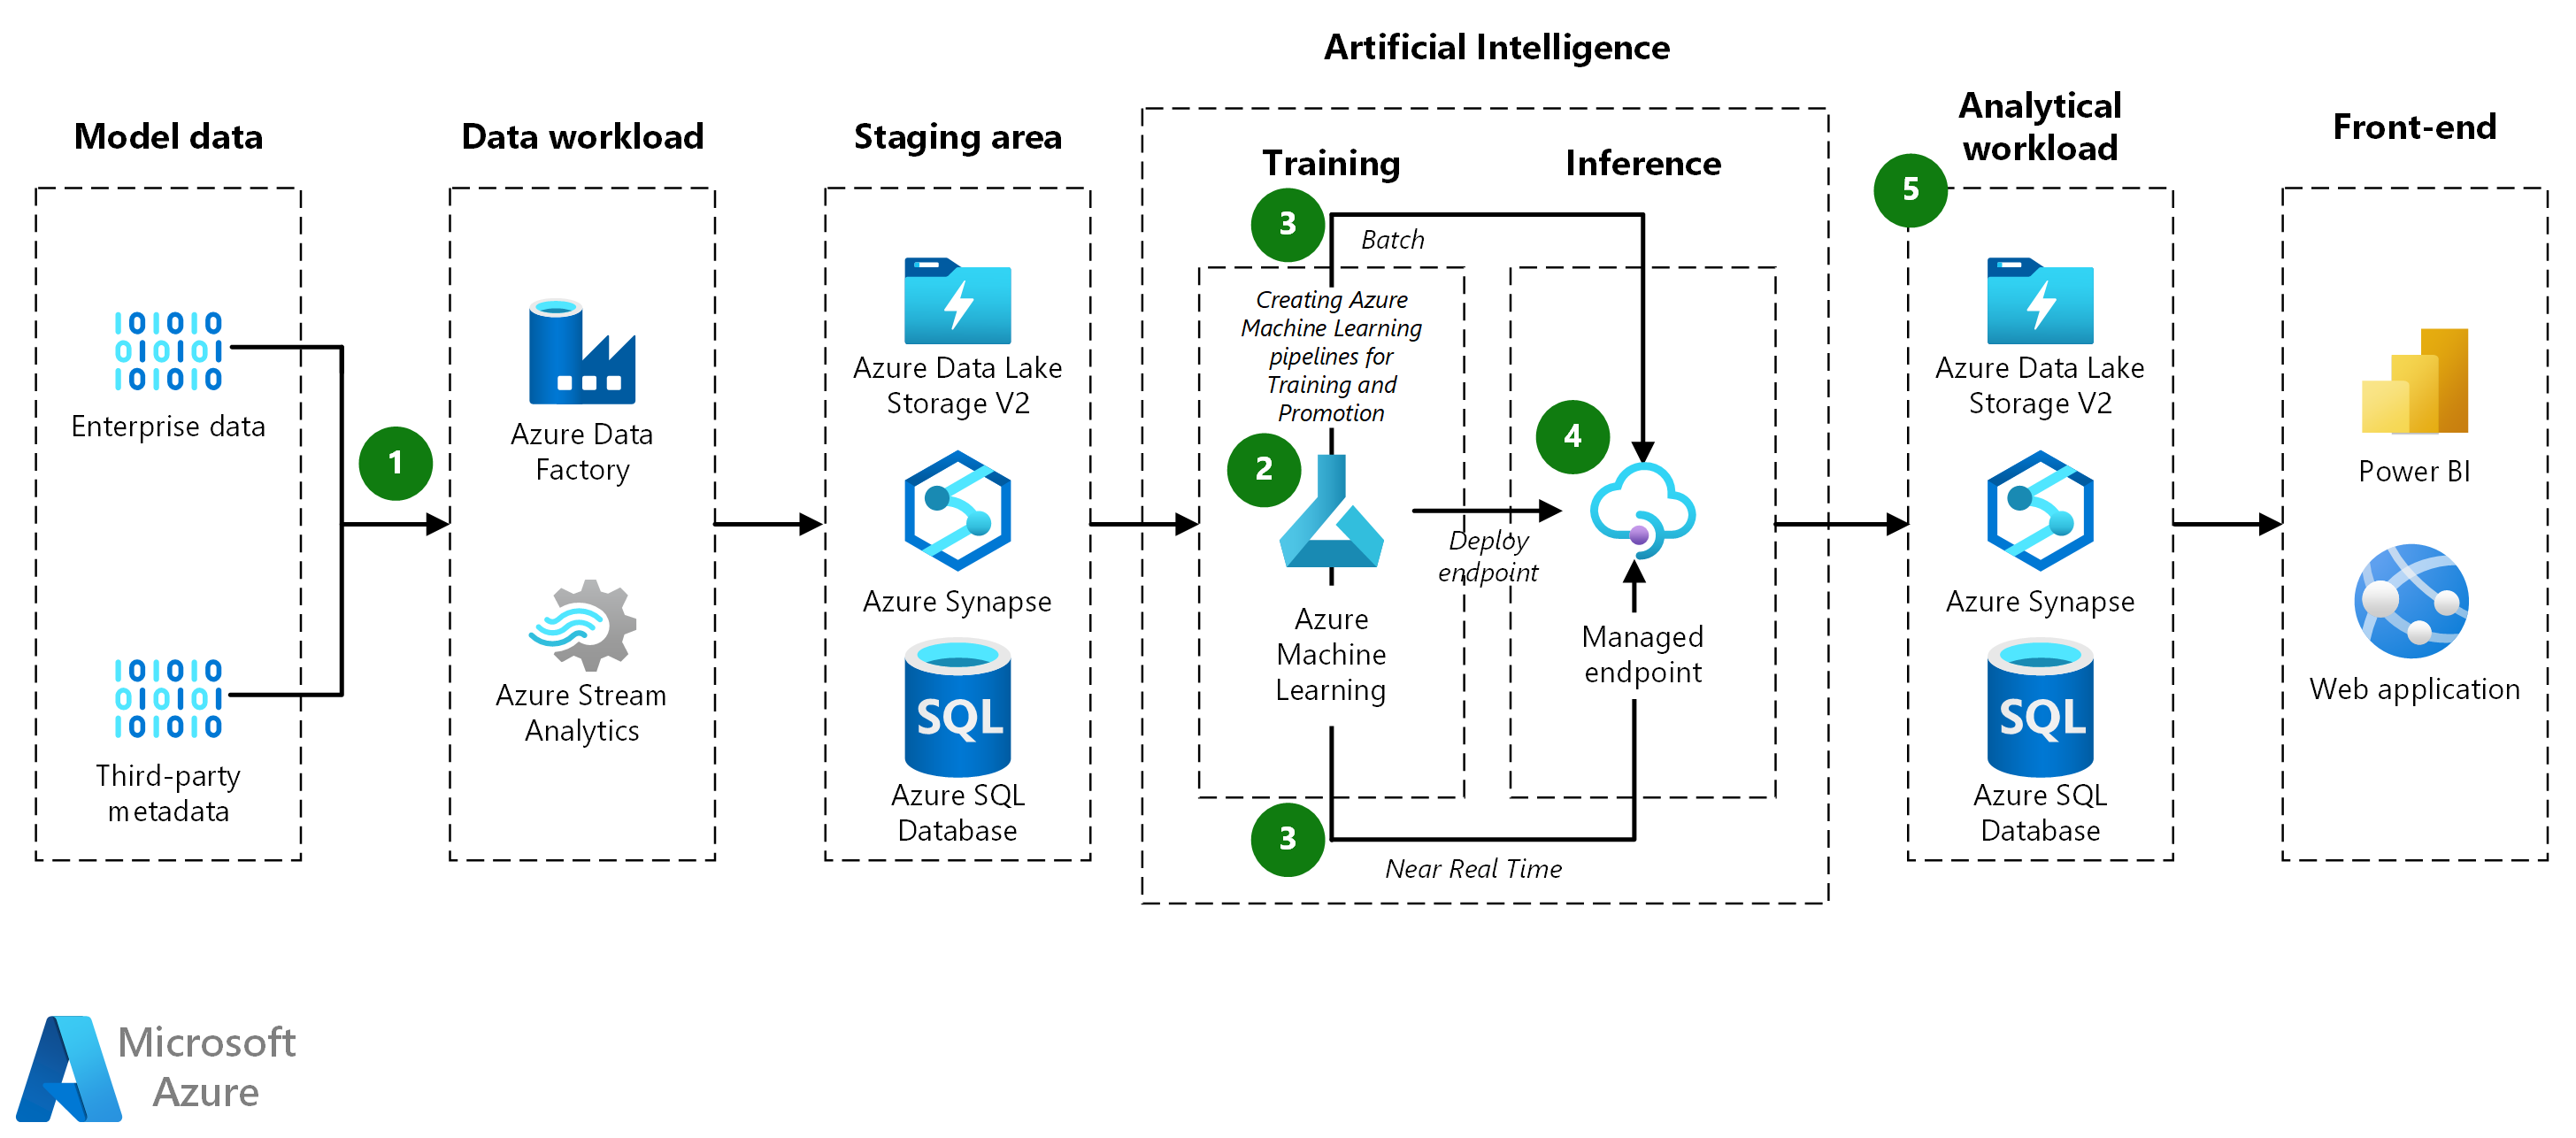 Artificial Intelligence
Model data
Data workload
Staging area
Training
Inference
Analytical
workload
Front-end
Enterprise data
Third-party
metadata
1
Azure Data
Factory
Azure Stream
Analytics
Azure Data Lake
Storage V2
Azure Synapse
SQL
Azure SQL
Database
3
Batch
Creating Azure
Machine Learning
pipelines for
Training and
Promotion
2
Azure
Machine
Learning
Deploy
endpoint
4
Managed
endpoint
3
Near Real Time
5
Azure Data Lake
Storage V2
Azure Synapse
SQL
Azure SQL
Database
Power BI
Web application
Microsoft
Azure